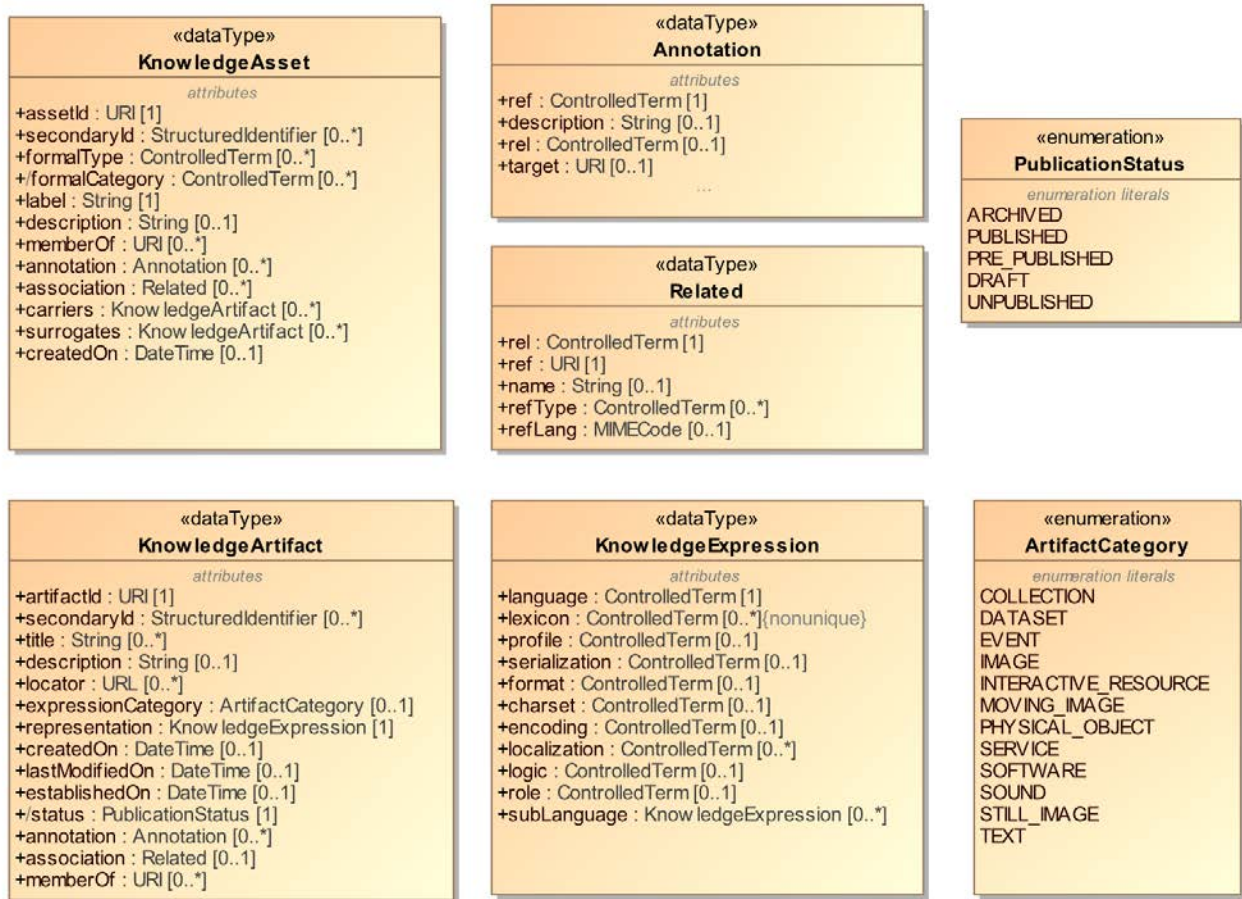 «dataType»
KnowledgeAsset
attributes
+assetId : URI [1]
+secondaryId : StructuredIdentifier [0..*]
+formalType : ControlledTerm [0..*]
+/formalCategory : ControlledTerm [0..*]
+label : String [1]
+description : String [0..1]
+memberOf : URI [0..*]
+annotation : Annotation [0..*]
+association : Related [0..*]
+carriers : KnowledgeArtifact [0..*]
+surrogates : KnowledgeArtifact [0..*]
+createdOn : DateTime [0..1]
«dataType»
Annotation
attributes
+ref : ControlledTerm [1]
+description : String [0..1]
+rel : ControlledTerm [0..1]
+target : URI [0..1]
...
«dataType»
Related
attributes
+rel : ControlledTerm [1]
+ref : URI [1]
+name : String [0..1]
+refType : ControlledTerm [0..*]
+refLang : MIMECode [0..1]
«enumeration»
PublicationStatus
enumeration literals
ARCHIVED
PUBLISHED
PRE_PUBLISHED
DRAFT
UNPUBLISHED
«dataType»
KnowledgeArtifact
attributes
+artifactId : URI [1]
+secondaryId : StructuredIdentifier [0..*]
+title : String [0..*]
+description : String [0..1]
+locator : URL [0..*]
+expressionCategory : ArtifactCategory [0..1]
+representation : KnowledgeExpression [1]
+createdOn : DateTime [0..1]
+lastModifiedOn : DateTime [0..1]
+establishedOn : DateTime [0..1]
+/status : PublicationStatus [1]
+annotation : Annotation [0..*]
+association : Related [0..1]
+memberOf : URI [0..*]
«dataType»
KnowledgeExpression
attributes
+language : ControlledTerm [1]
+lexicon : ControlledTerm [0..*]{nonunique}
+profile : ControlledTerm [0..1]
+serialization : ControlledTerm [0..1]
+format : ControlledTerm [0..1]
+charset : ControlledTerm [0..1]
+encoding : ControlledTerm [0..1]
+localization : ControlledTerm [0..*]
+logic : ControlledTerm [0..1]
+role : ControlledTerm [0..1]
+subLanguage : KnowledgeExpression [0..*]
«enumeration»
ArtifactCategory
enumeration literals
COLLECTION
DATASET
EVENT
IMAGE
INTERACTIVE_RESOURCE
MOVING_IMAGE
PHYSICAL_OBJECT
SERVICE
SOFTWARE
SOUND
STILL_IMAGE
TEXT